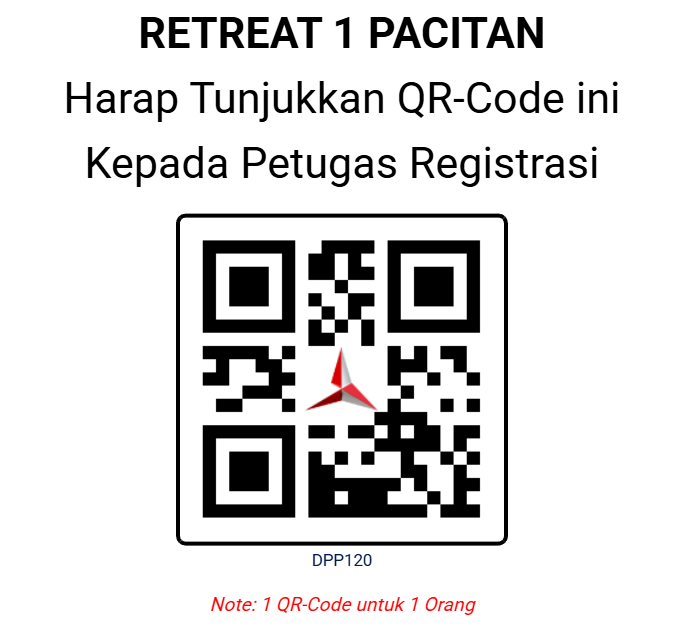 RETREAT 1 PACITAN
Harap Tunjukkan QR-Code ini
Kepada Petugas Registrasi
DPP120
Note: 1 QR-Code untuk 1 Orang